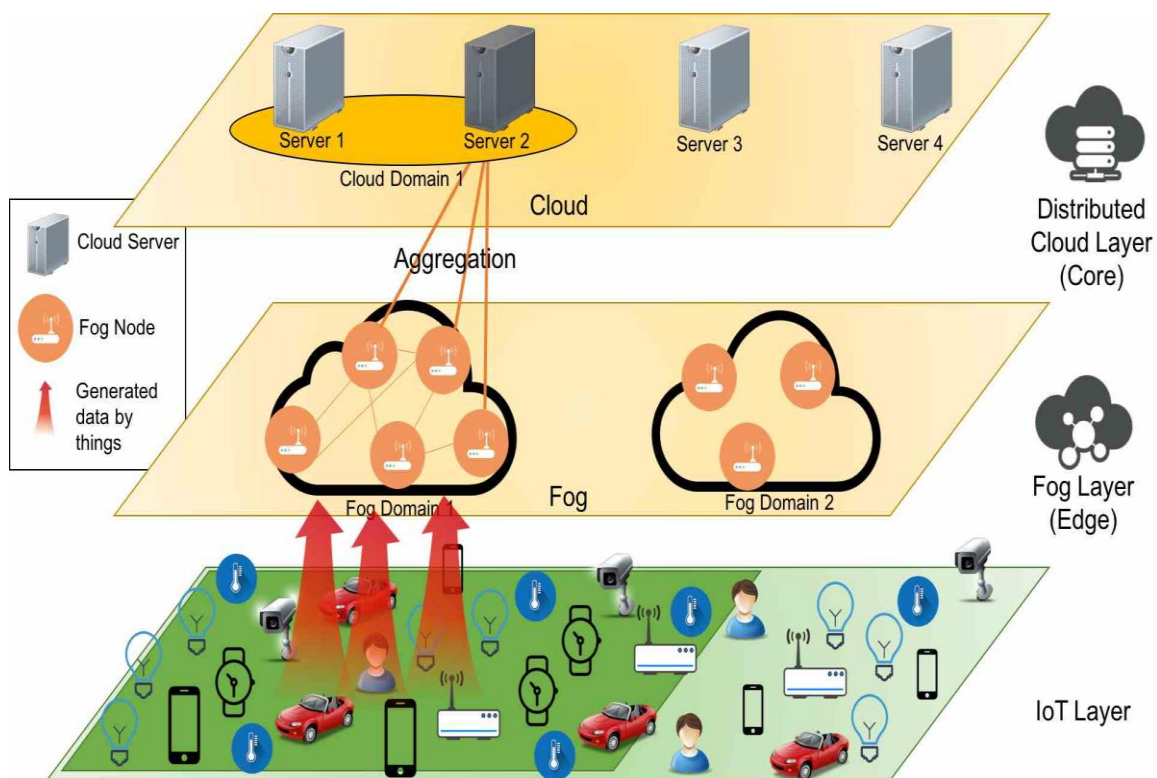 Server 1
Server 2
Server 3
Server 4
Cloud Domain 1
Cloud
Distributed
Cloud Layer
(Core)
Cloud Server
Fog Node
Generated
data by
things
Aggregation
Fog Domain 1
Fog
Fog Domain 2
Fog Layer
(Edge)
IoT Layer